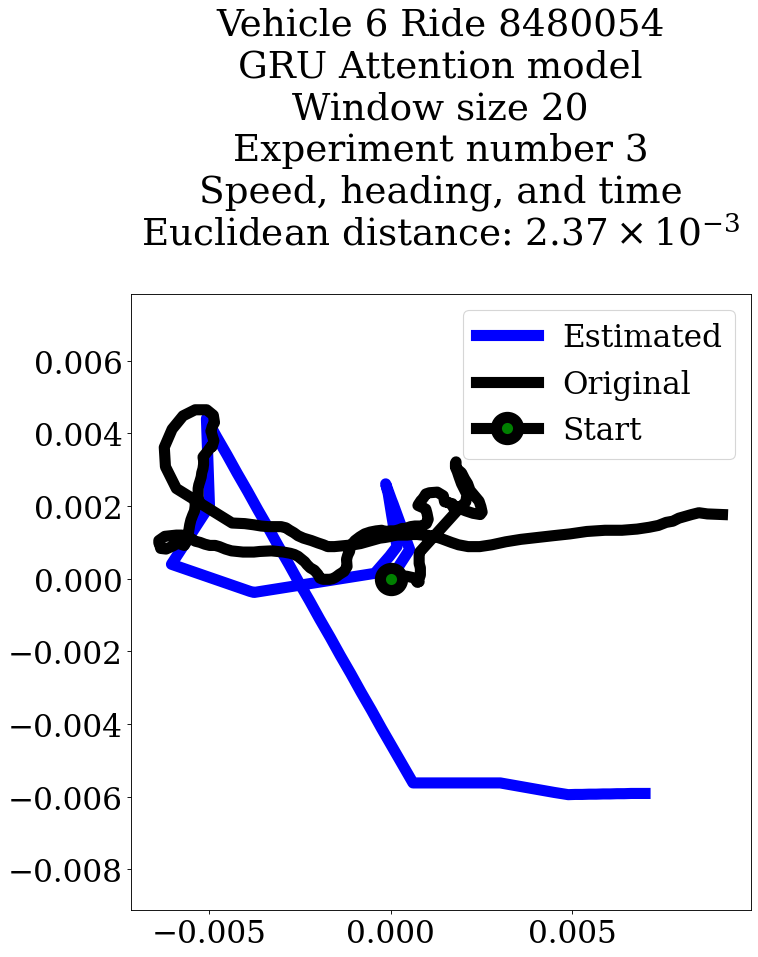 Vehicle 6 Ride 8480054
GRU Attention model
Window size 20
Experiment number 3
Speed, heading, and time
Euclidean distance: 2.37 × 10⁻³
Estimated
Original
Start
0.006
0.004
0.002
0.000
−0.002
−0.004
−0.006
−0.008
−0.005 0.000 0.005